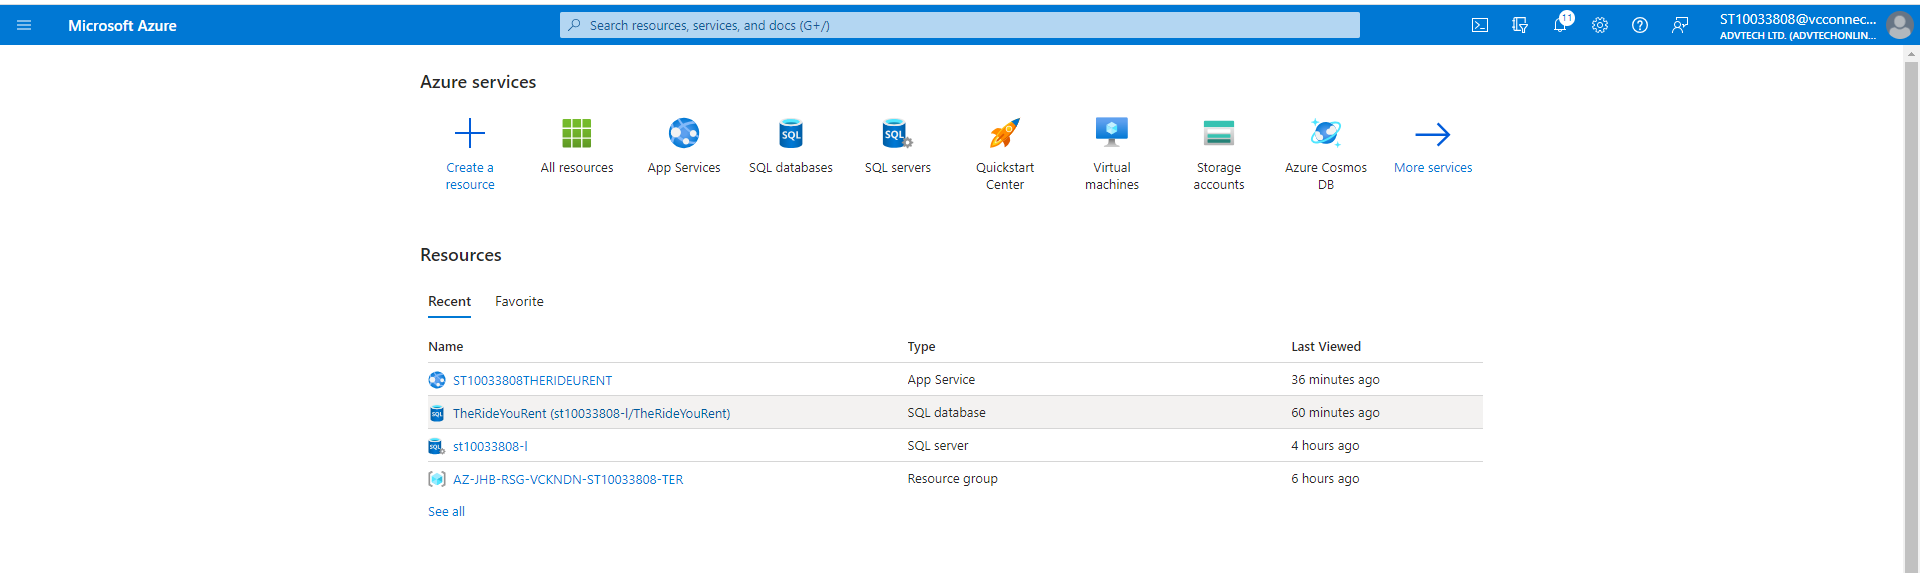 Microsoft Azure
Search resources, services, and docs (G+/)
11
ST10033808@vcconnec...
ADVTECH LTD. (ADVTECHONLIN...
Azure services
Create a resource
All resources
App Services
SQL
SQL databases
SQL
SQL servers
Quickstart Center
Virtual machines
Storage accounts
Azure Cosmos DB
More services
Resources
Recent Favorite
Name Type Last Viewed
ST10033808THERIDEURENT App Service 36 minutes ago
SQL TheRideYouRent (st10033808-l/TheRideYouRent) SQL database 60 minutes ago
SQL st10033808-l SQL server 4 hours ago
AZ-JHB-RSG-VCKNDN-ST10033808-TER Resource group 6 hours ago
See all